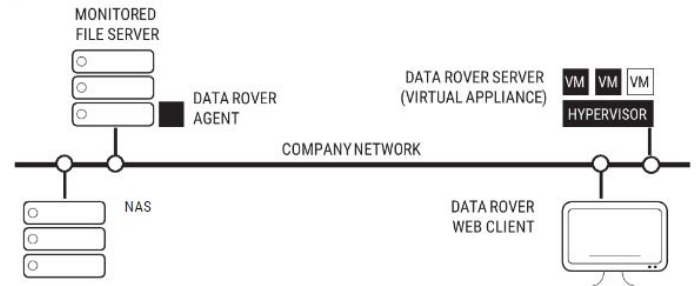 MONITORED
FILE SERVER
DATA ROVER
AGENT
DATA ROVER SERVER
(VIRTUAL APPLIANCE)
VM VM VM
HYPERVISOR
COMPANY NETWORK
NAS
DATA ROVER
WEB CLIENT